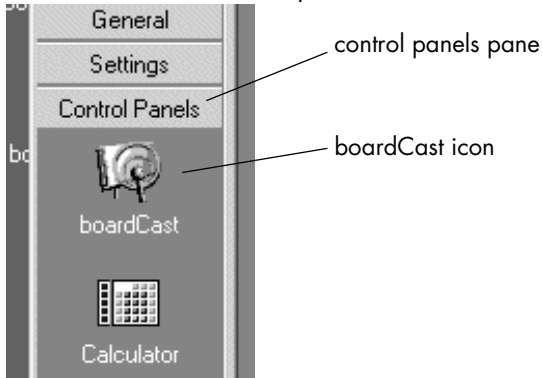 General
Settings
control panels pane
Control Panels
boardCast icon
boardCast
Calculator